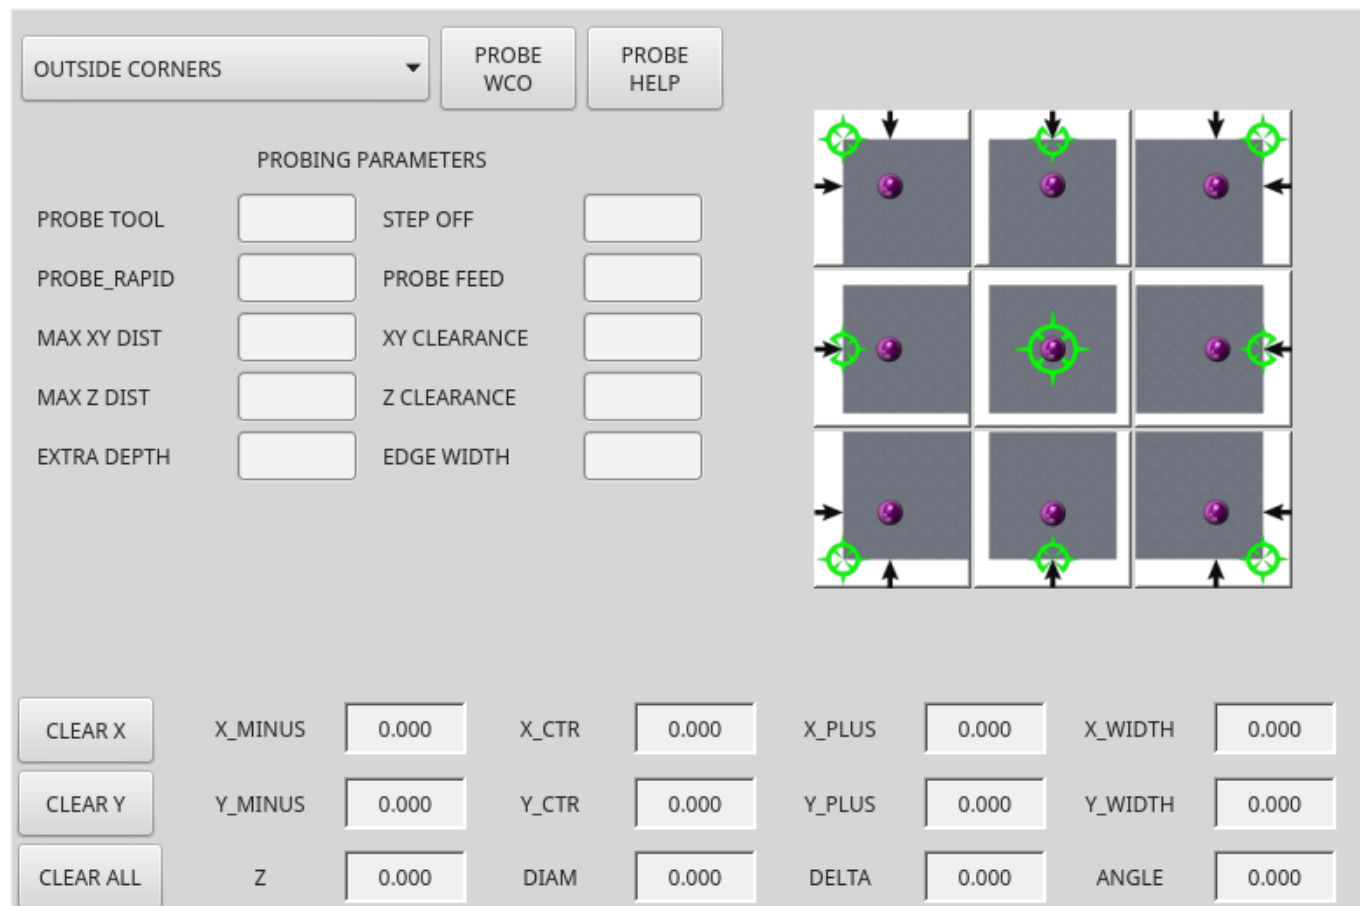 OUTSIDE CORNERS
PROBE
WCO
PROBE
HELP
PROBING PARAMETERS
PROBE TOOL
STEP OFF
PROBE_RAPID
PROBE FEED
MAX XY DIST
XY CLEARANCE
MAX Z DIST
Z CLEARANCE
EXTRA DEPTH
EDGE WIDTH
CLEAR X
X_MINUS
0.000
X_CTR
0.000
X_PLUS
0.000
X_WIDTH
0.000
CLEAR Y
Y_MINUS
0.000
Y_CTR
0.000
Y_PLUS
0.000
Y_WIDTH
0.000
CLEAR ALL
Z
0.000
DIAM
0.000
DELTA
0.000
ANGLE
0.000